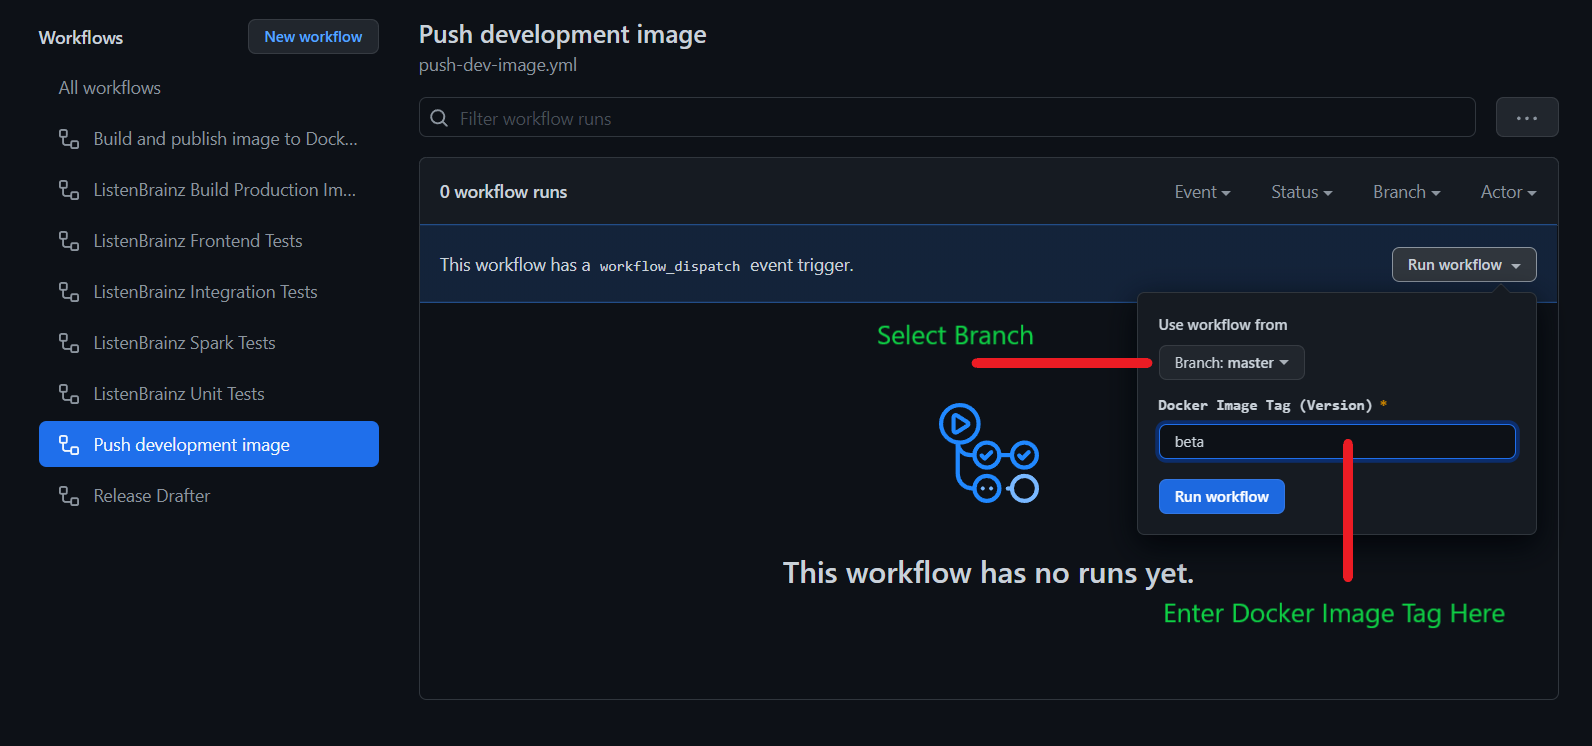 Workflows
New workflow
All workflows
Build and publish image to Dock...
ListenBrainz Build Production Im...
ListenBrainz Frontend Tests
ListenBrainz Integration Tests
ListenBrainz Spark Tests
ListenBrainz Unit Tests
Push development image
Release Drafter
Push development image
push-dev-image.yml
Filter workflow runs
0 workflow runs
Event
Status
Branch
Actor
This workflow has a workflow_dispatch event trigger.
Run workflow
Select Branch
Use workflow from
Branch: master
Docker Image Tag (Version) *
beta
Run workflow
This workflow has no runs yet.
Enter Docker Image Tag Here